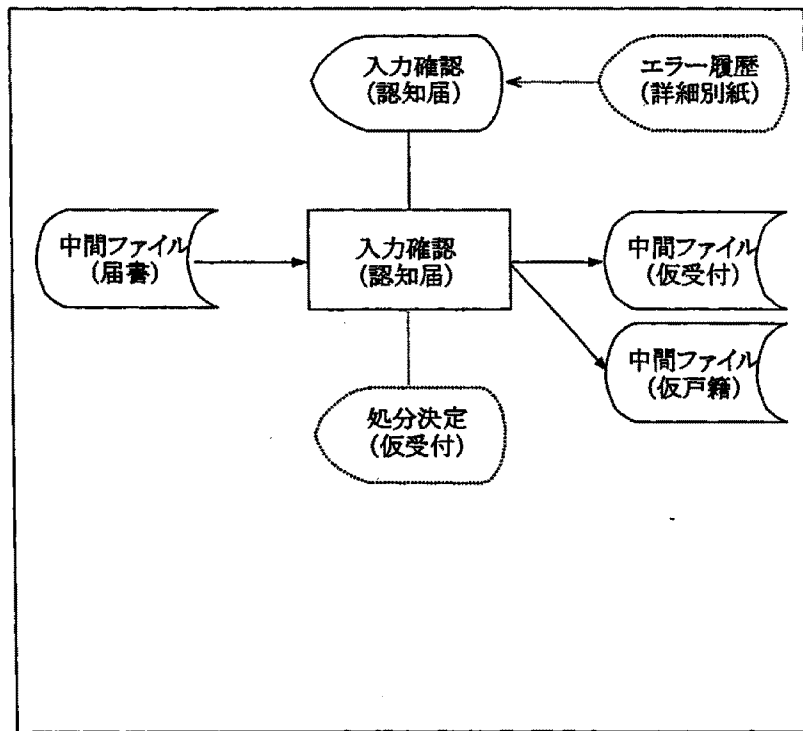 入力確認
(認知届)
エラー履歴
(詳細別紙)
中間ファイル
(届書)
入力確認
(認知届)
中間ファイル
(仮受付)
中間ファイル
(仮戸籍)
処分決定
(仮受付)